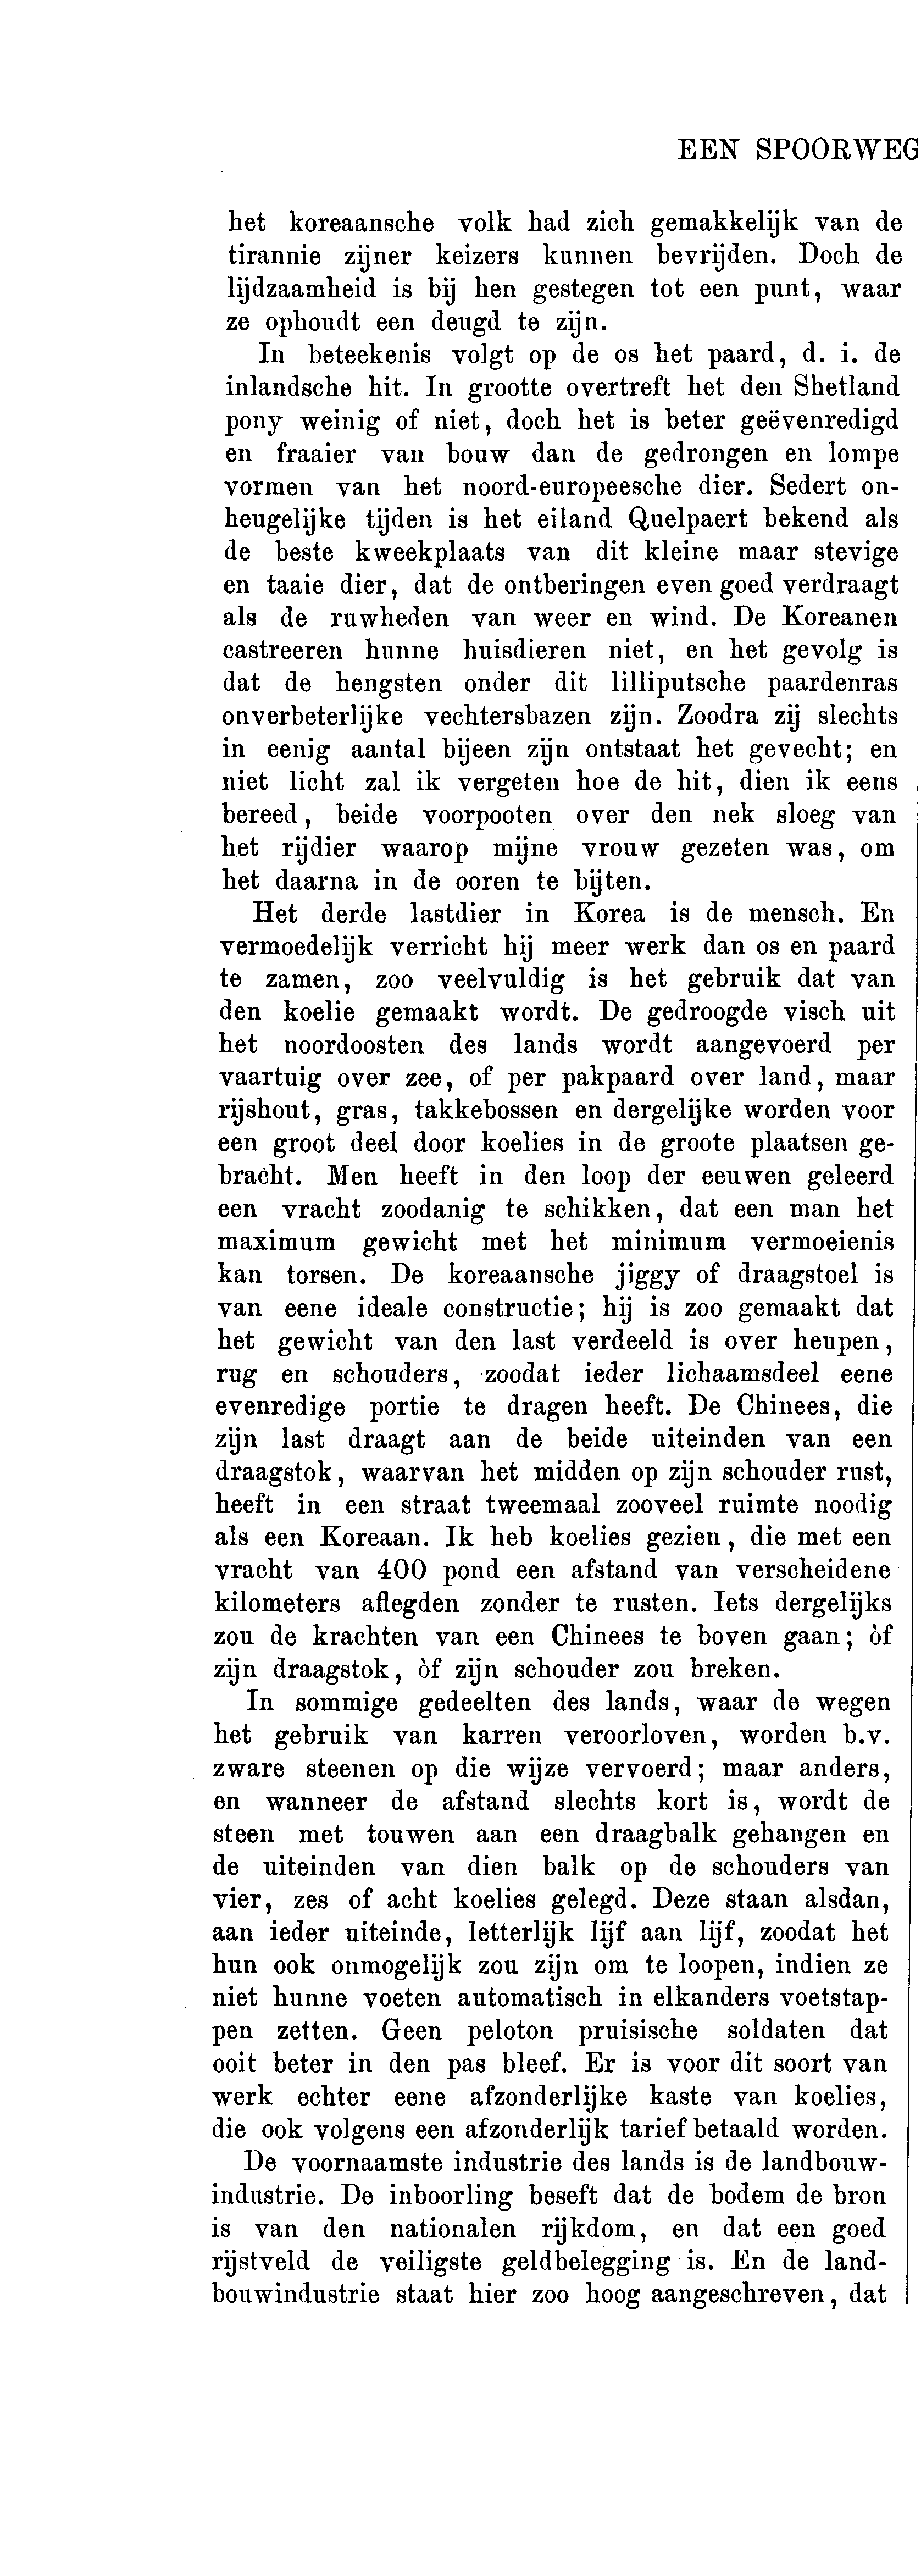 EEN SPOORWEG
het koreaansche volk had zich gemakkelijk van de
tirannie zijner keizers kunnen bevrijden. Doch de
lijdzaamheid is bij hen gestegen tot een punt, waar
ze ophoudt een deugd te zijn.
In beteekenis volgt op de os het paard, d. i. de
inlandsche hit. In grootte overtreft het den Shetland
pony weinig of niet, doch het is beter geëvenredigd
en fraaier van bouw dan de gedrongen en lompe
vormen van het noord-europeesche dier. Sedert on-
heugelijke tijden is het eiland Quelpaert bekend als
de beste kweekplaats van dit kleine maar stevige
en taaie dier, dat de ontberingen even goed verdraagt
als de ruwheden van weer en wind. De Koreanen
castreeren hunne huisdieren niet, en het gevolg is
dat de hengsten onder dit lilliputsche paardenras
onverbeterlijke vechtersbazen zijn. Zoodra zij slechts
in eenig aantal bijeen zijn ontstaat het gevecht; en
niet licht zal ik vergeten hoe de hit, dien ik eens
bereed, beide voorpooten over den nek sloeg van
het rijdier waarop mijne vrouw gezeten was, om
het daarna in de ooren te bijten.
Het derde lastdier in Korea is de mensch. En
vermoedelijk verricht hij meer werk dan os en paard
te zamen, zoo veelvuldig is het gebruik dat van
den koelie gemaakt wordt. De gedroogde visch uit
het noordoosten des lands wordt aangevoerd per
vaartuig over zee, of per pakpaard over land, maar
rijshout, gras, takkebossen en dergelijke worden voor
een groot deel door koelies in de groote plaatsen ge-
bracht. Men heeft in den loop der eeuwen geleerd
een vracht zoodanig te schikken, dat een man het
maximum gewicht met het minimum vermoeienis
kan torsen. De koreaansche jiggy of draagstoel is
van eene ideale constructie; hij is zoo gemaakt dat
het gewicht van den last verdeeld is over heupen,
rug en schouders, zoodat ieder lichaamsdeel eene
evenredige portie te dragen heeft. De Chinees, die
zijn last draagt aan de beide uiteinden van een
draagstok, waarvan het midden op zijn schouder rust,
heeft in een straat tweemaal zooveel ruimte noodig
als een Koreaan. Ik heb koelies gezien, die met een
vracht van 400 pond een afstand van verscheidene
kilometers aflegden zonder te rusten. Iets dergelijks
zou de krachten van een Chinees te boven gaan; òf
zijn draagstok, òf zijn schouder zou breken.
In sommige gedeelten des lands, waar de wegen
het gebruik van karren veroorloven, worden b.v.
zware steenen op die wijze vervoerd; maar anders,
en wanneer de afstand slechts kort is, wordt de
steen met touwen aan een draagbalk gehangen en
de uiteinden van dien balk op de schouders van
vier, zes of acht koelies gelegd. Deze staan alsdan,
aan ieder uiteinde, letterlijk lijf aan lijf, zoodat het
hun ook onmogelijk zou zijn om te loopen, indien ze
niet hunne voeten automatisch in elkanders voetstap-
pen zetten. Geen peloton pruisische soldaten dat
ooit beter in den pas bleef. Er is voor dit soort van
werk echter eene afzonderlijke kaste van koelies,
die ook volgens een afzonderlijk tarief betaald worden.
De voornaamste industrie des lands is de landbouw-
industrie. De inboorling beseft dat de bodem de bron
is van den nationalen rijkdom, en dat een goed
rijstveld de veiligste geldbelegging is. En de land-
bouwindustrie staat hier zoo hoog aangeschreven, dat